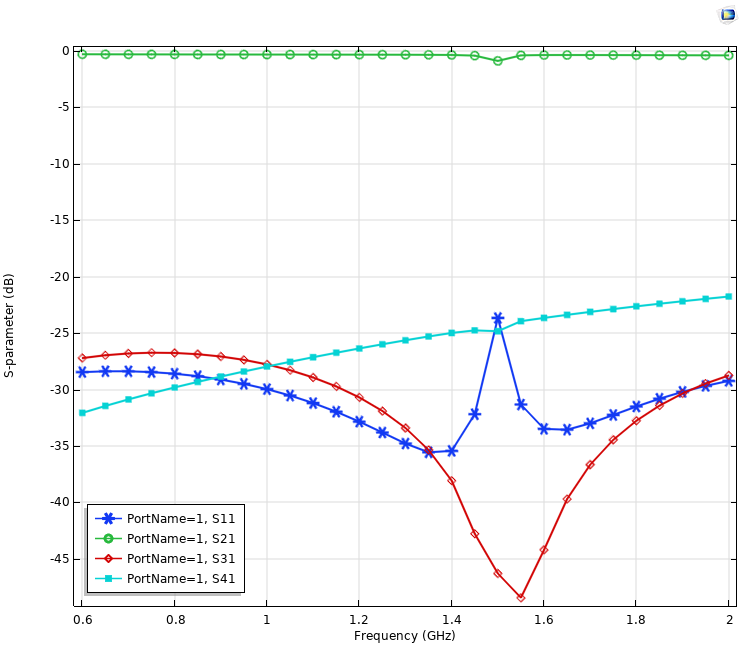 0
-5
-10
-15
-20
-25
-30
-35
-40
-45
S-parameter (dB)
PortName=1, S11
PortName=1, S21
PortName=1, S31
PortName=1, S41
0.6 0.8 1 1.2 1.4 1.6 1.8 2
Frequency (GHz)